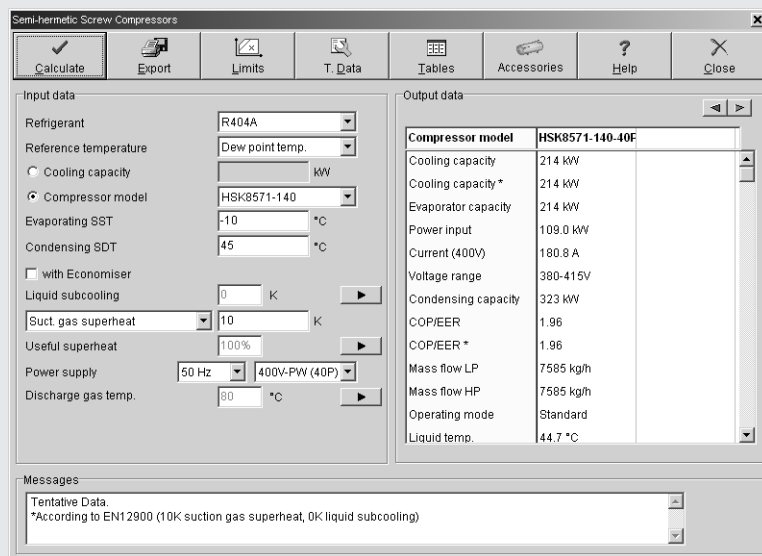 Semi-hermetic Screw Compressors
Calculate Export Limits T. Data Tables Accessories Help Close
Input data
Refrigerant R404A
Reference temperature Dew point temp.
Cooling capacity kW
Compressor model HSK8571-140
Evaporating SST -10 °C
Condensing SDT 45 °C
with Economiser
Liquid subcooling 0 K
Suct. gas superheat 10 K
Useful superheat 100%
Power supply 50 Hz 400V-PW (40P)
Discharge gas temp. 80 °C
Output data
Compressor model HSK8571-140-40P
Cooling capacity 214 kW
Cooling capacity * 214 kW
Evaporator capacity 214 kW
Power input 109.0 kW
Current (400V) 180.8 A
Voltage range 380-415V
Condensing capacity 323 kW
COP/EER 1.96
COP/EER * 1.96
Mass flow LP 7585 kg/h
Mass flow HP 7585 kg/h
Operating mode Standard
Liquid temp. 44.7 °C
Messages
Tentative Data.
*According to EN12900 (10K suction gas superheat, 0K liquid subcooling)